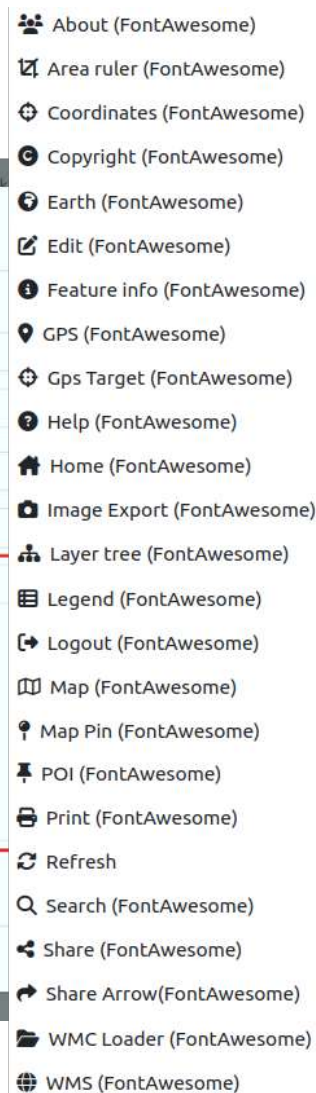 About (FontAwesome)
Area ruler (FontAwesome)
Coordinates (FontAwesome)
Copyright (FontAwesome)
Earth (FontAwesome)
Edit (FontAwesome)
Feature info (FontAwesome)
GPS (FontAwesome)
Gps Target (FontAwesome)
Help (FontAwesome)
Home (FontAwesome)
Image Export (FontAwesome)
Layer tree (FontAwesome)
Legend (FontAwesome)
Logout (FontAwesome)
Map (FontAwesome)
Map Pin (FontAwesome)
POI (FontAwesome)
Print (FontAwesome)
Refresh
Search (FontAwesome)
Share (FontAwesome)
Share Arrow(FontAwesome)
WMC Loader (FontAwesome)
WMS (FontAwesome)